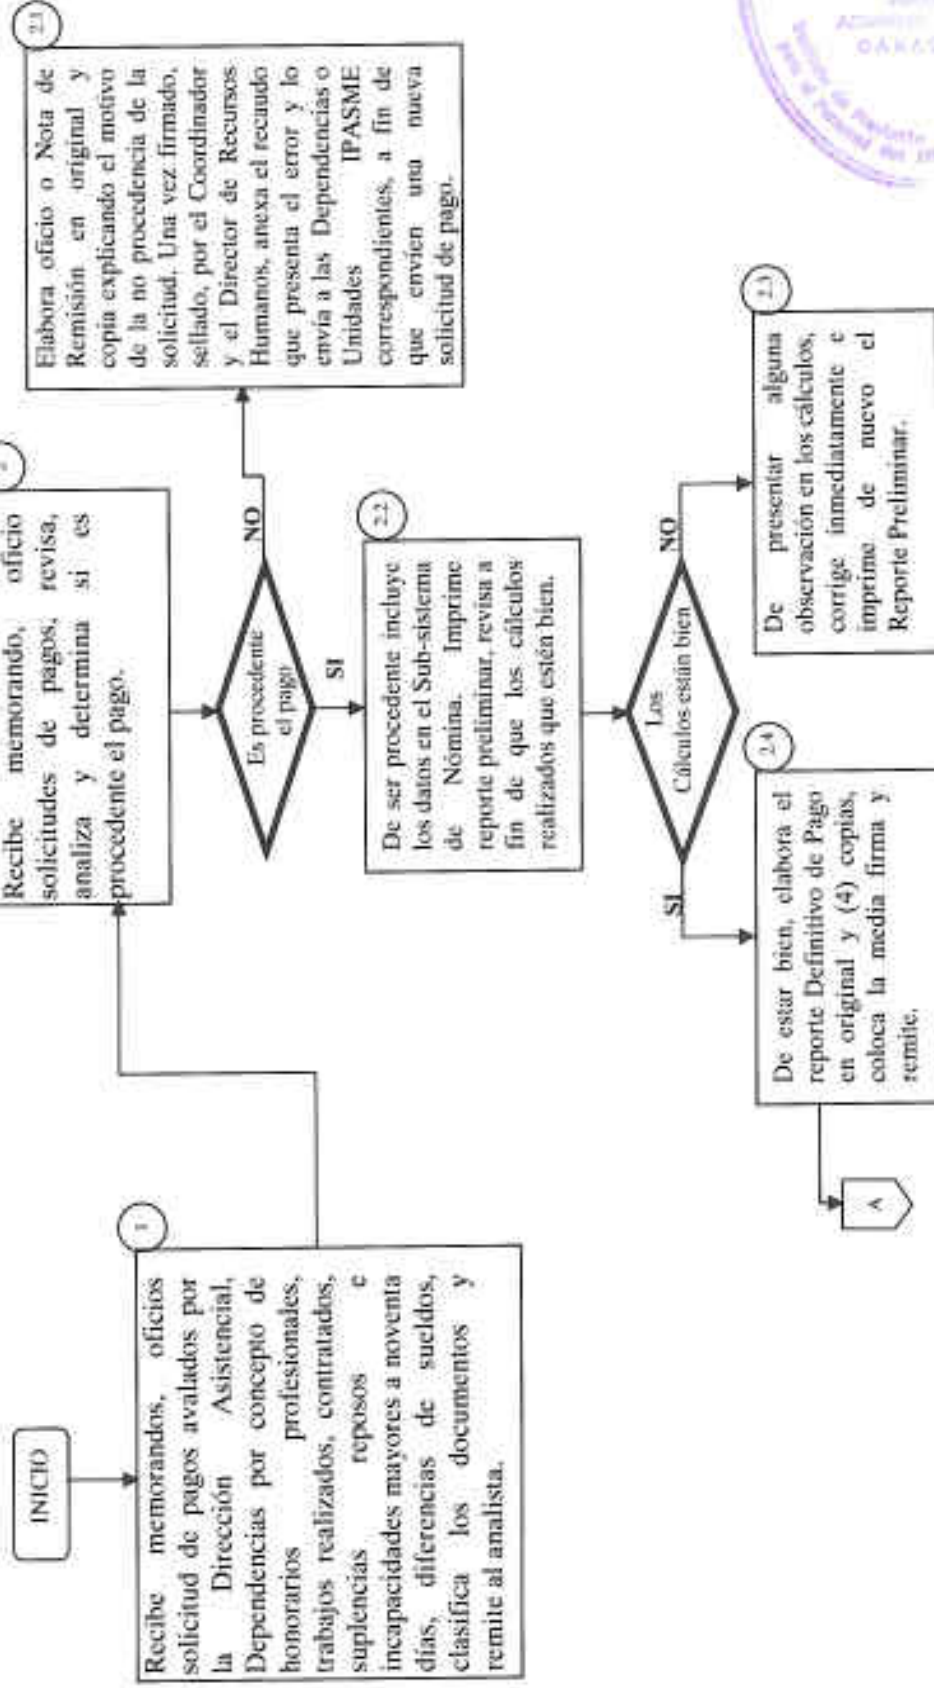 INICIO
1
Recibe memorandos, oficios
solicitud de pagos avalados por
la Dirección Asistencial,
Dependencias por concepto de
honorarios profesionales,
trabajos realizados, contratados,
suplencias reposos e
incapacidades mayores a noventa
días, diferencias de sueldos,
clasifica los documentos y
remite al analista.
Recibe memorando, oficio
solicitudes de pagos, revisa,
analiza y determina si es
procedente el pago.
Es procedente
el pago
NO
SI
2.1
Elabora oficio o Nota de
Remisión en original y
copia explicando el motivo
de la no procedencia de la
solicitud. Una vez firmado,
sellado, por el Coordinador
y el Director de Recursos
Humanos, anexa el recaudo
que presenta el error y lo
envía a las Dependencias o
Unidades IPASME
correspondientes, a fin de
que envíen una nueva
solicitud de pago.
2.2
De ser procedente incluye
los datos en el Sub-sistema
de Nómina. Imprime
reporte preliminar, revisa a
fin de que los cálculos
realizados que estén bien.
Los
Cálculos están bien
SI
NO
2.3
De presentar alguna
observación en los cálculos,
corrige inmediatamente e
imprime de nuevo el
Reporte Preliminar.
2.4
De estar bien, elabora el
reporte Definitivo de Pago
en original y (4) copias,
coloca la media firma y
remite.
A